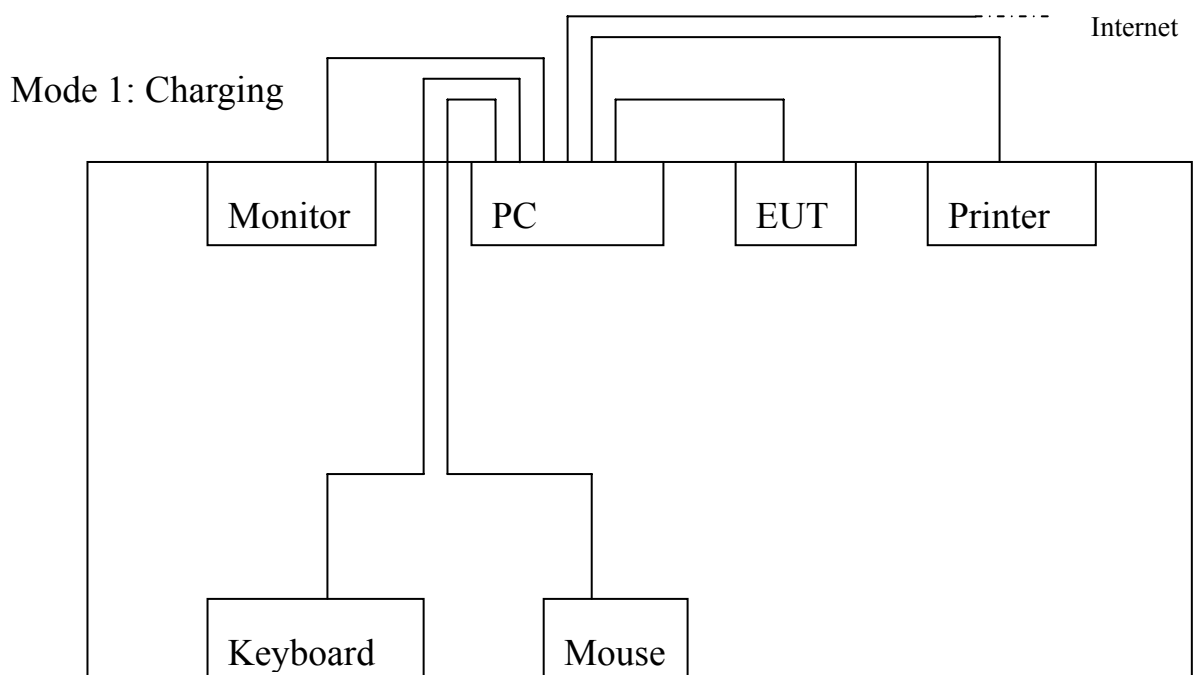 Internet
Mode 1: Charging
Monitor
PC
EUT
Printer
Keyboard
Mouse